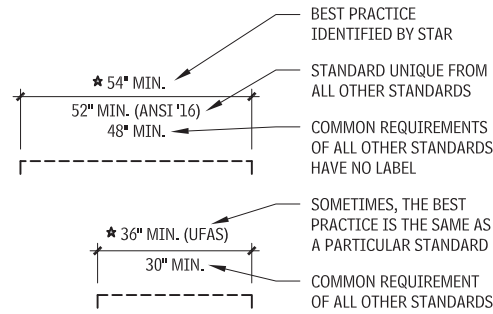 BEST PRACTICE
IDENTIFIED BY STAR
★ 54" MIN.
STANDARD UNIQUE FROM
ALL OTHER STANDARDS
52" MIN. (ANSI '16)
48" MIN.
COMMON REQUIREMENTS
OF ALL OTHER STANDARDS
HAVE NO LABEL
SOMETIMES, THE BEST
PRACTICE IS THE SAME AS
A PARTICULAR STANDARD
★ 36" MIN. (UFAS)
30" MIN.
COMMON REQUIREMENT
OF ALL OTHER STANDARDS